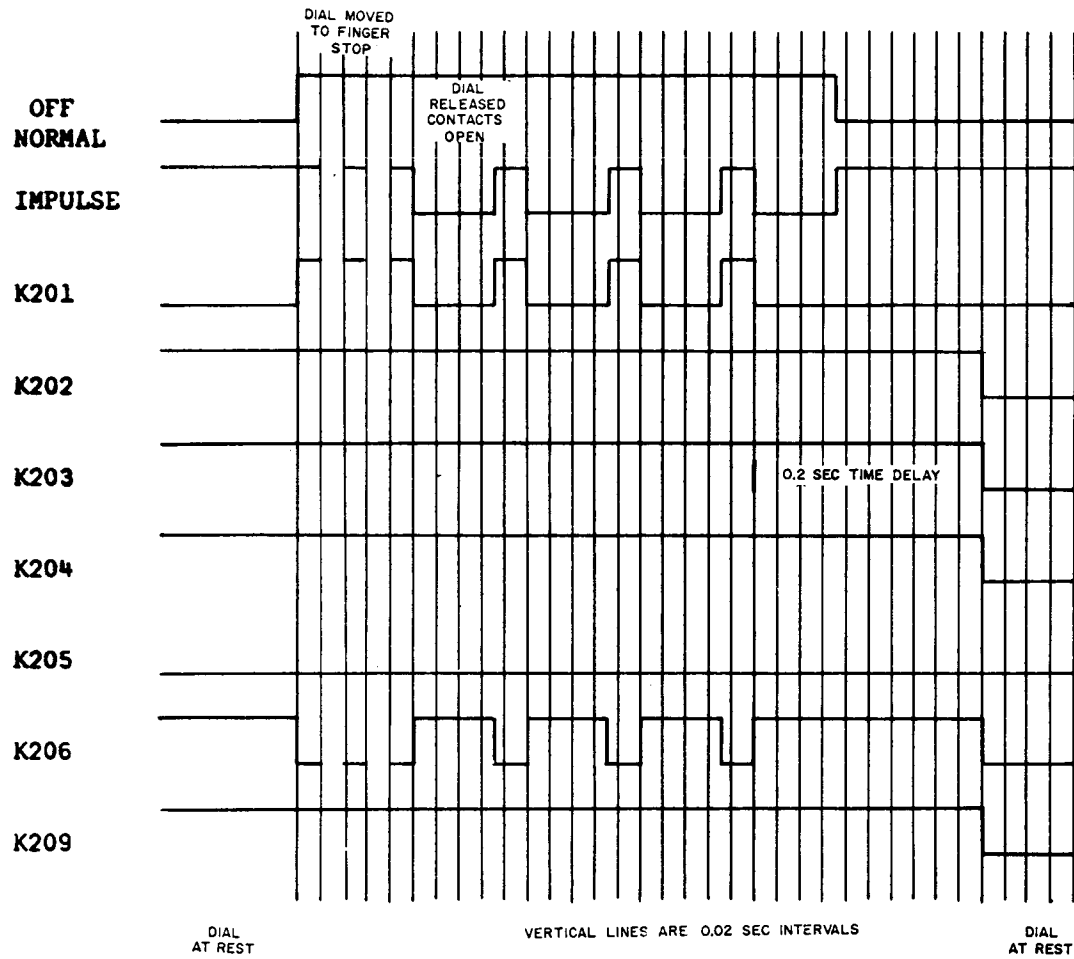 DIAL MOVED
TO FINGER
STOP
OFF
NORMAL
DIAL
RELEASED
CONTACTS
OPEN
IMPULSE
K201
K202
K203
0.2 SEC TIME DELAY
K204
K205
K206
K209
DIAL
AT REST
VERTICAL LINES ARE 0.02 SEC INTERVALS
DIAL
AT REST